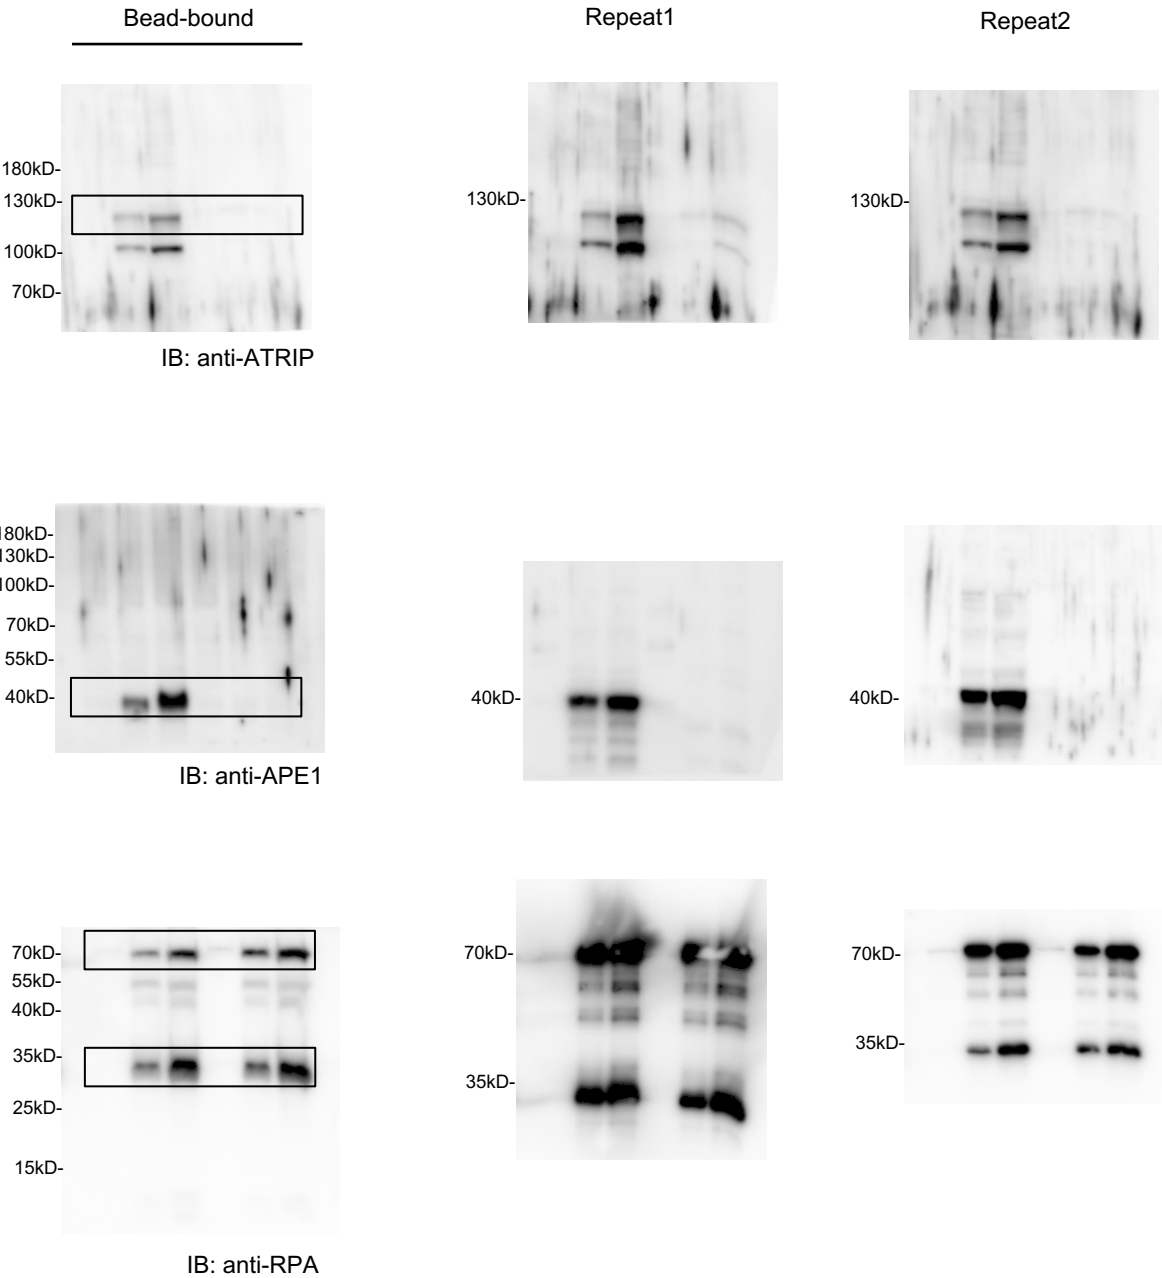 Bead-bound
Repeat1
Repeat2
180kD-
130kD-
100kD-
70kD-
130kD-
130kD-
IB: anti-ATRIP
180kD-
130kD-
100kD-
70kD-
55kD-
40kD-
40kD-
40kD-
IB: anti-APE1
70kD-
55kD-
40kD-
35kD-
25kD-
15kD-
70kD-
35kD-
70kD-
35kD-
IB: anti-RPA